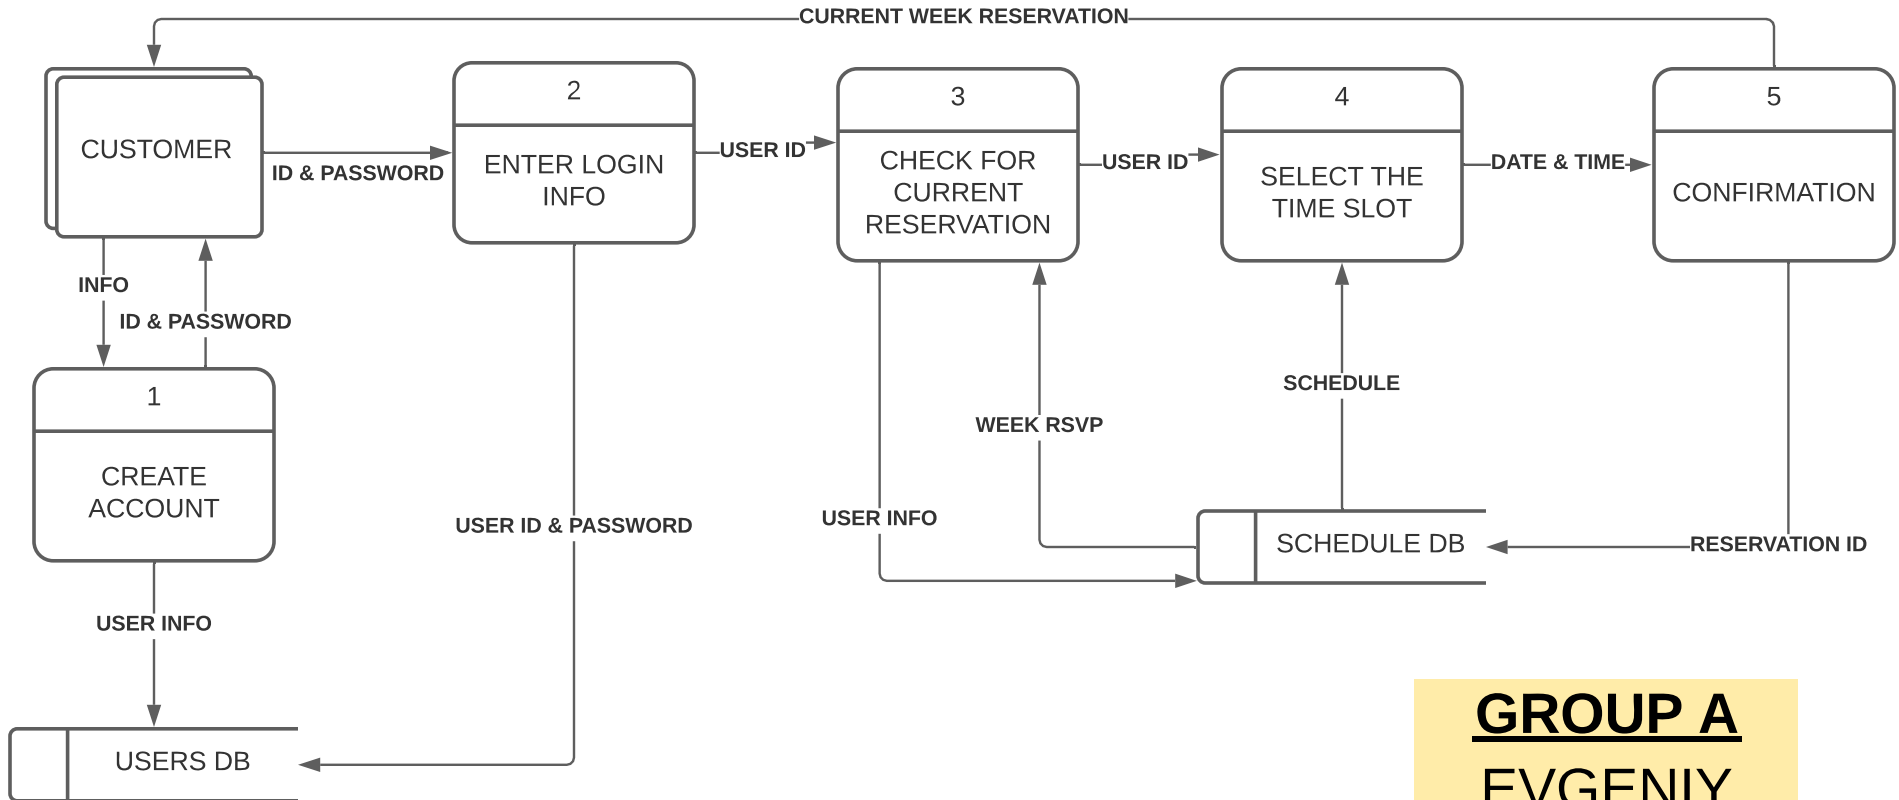 CURRENT WEEK RESERVATION
CUSTOMER
ID & PASSWORD
2
ENTER LOGIN
INFO
USER ID
3
CHECK FOR
CURRENT
RESERVATION
USER ID
4
SELECT THE
TIME SLOT
DATE & TIME
5
CONFIRMATION
INFO
ID & PASSWORD
1
CREATE
ACCOUNT
USER INFO
USERS DB
USER ID & PASSWORD
USER INFO
WEEK RSVP
SCHEDULE
SCHEDULE DB
RESERVATION ID
GROUP A
EVGENIY